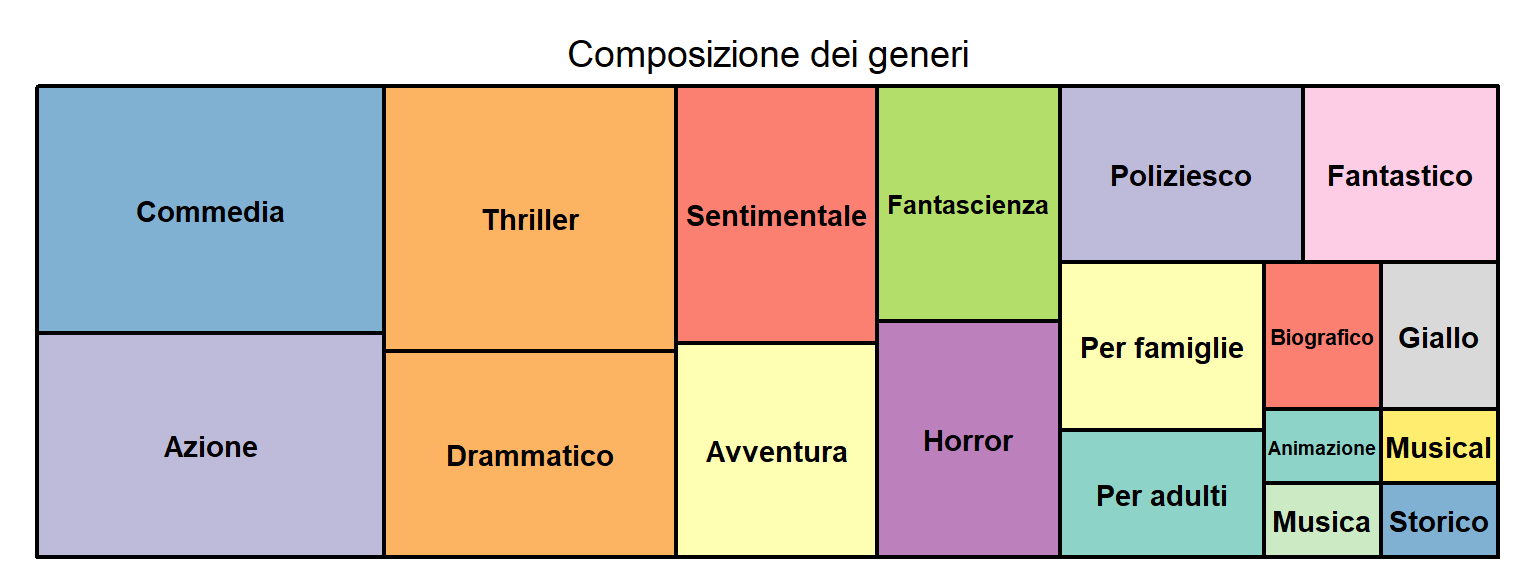 Composizione dei generi
Commedia
Azione
Thriller
Drammatico
Sentimentale
Avventura
Fantascienza
Horror
Poliziesco
Fantastico
Per famiglie
Per adulti
Biografico
Giallo
Animazione
Musical
Musica
Storico